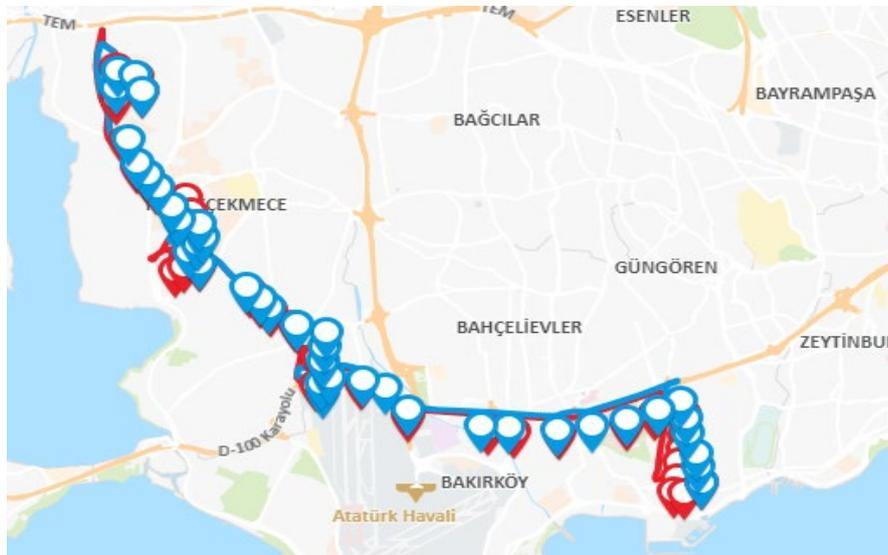 TEM
TEM
ESENLER
BAYRAMPAŞA
BAĞCILAR
ÇEKMECE
GÜNGÖREN
BAHÇELİEVLER
ZEYTİNBU
D-100 Karayolu
BAKIRKÖY
Atatürk Havali